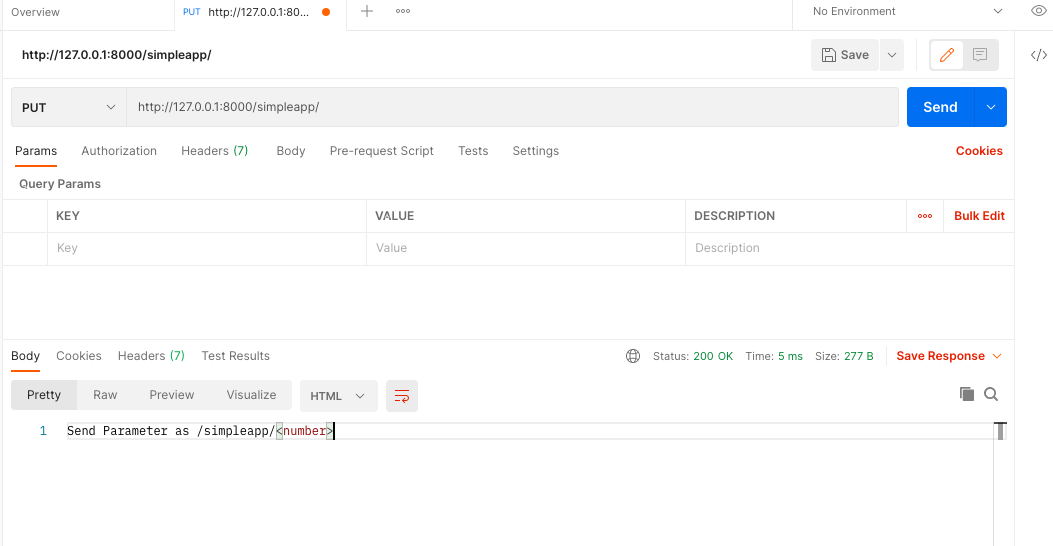 Overview
PUT http://127.0.0.1:80...
No Environment
http://127.0.0.1:8000/simpleapp/
Save
PUT
http://127.0.0.1:8000/simpleapp/
Send
Params
Authorization
Headers (7)
Body
Pre-request Script
Tests
Settings
Cookies
Query Params
KEY
VALUE
DESCRIPTION
Bulk Edit
Key
Value
Description
Body
Cookies
Headers (7)
Test Results
Status: 200 OK
Time: 5 ms
Size: 277 B
Save Response
Pretty
Raw
Preview
Visualize
HTML
1
Send Parameter as /simpleapp/<number>